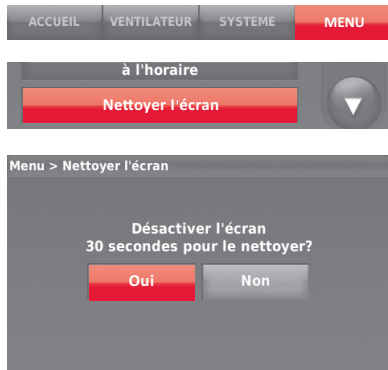 ACCUEIL VENTILATEUR SYSTEME MENU
à l'horaire
Nettoyer l'écran
Menu > Nettoyer l'écran
Désactiver l'écran
30 secondes pour le nettoyer?
Oui Non